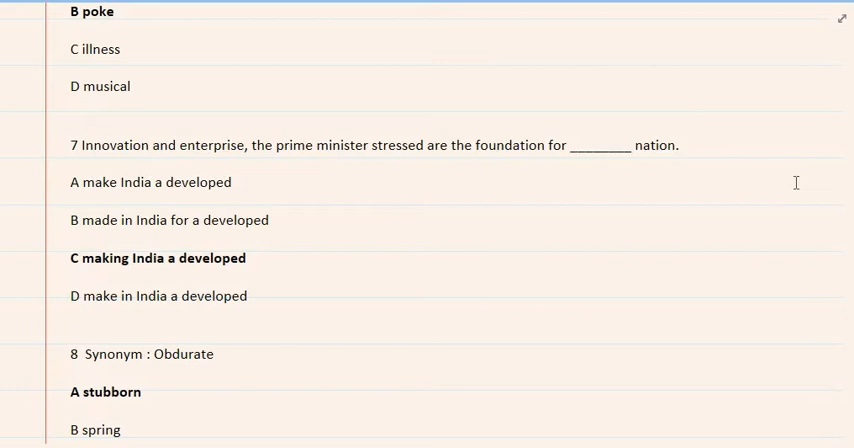 B poke
C illness
D musical
7 Innovation and enterprise, the prime minister stressed are the foundation for ________ nation.
A make India a developed
B made in India for a developed
C making India a developed
D make in India a developed
8  Synonym : Obdurate
A stubborn
B spring